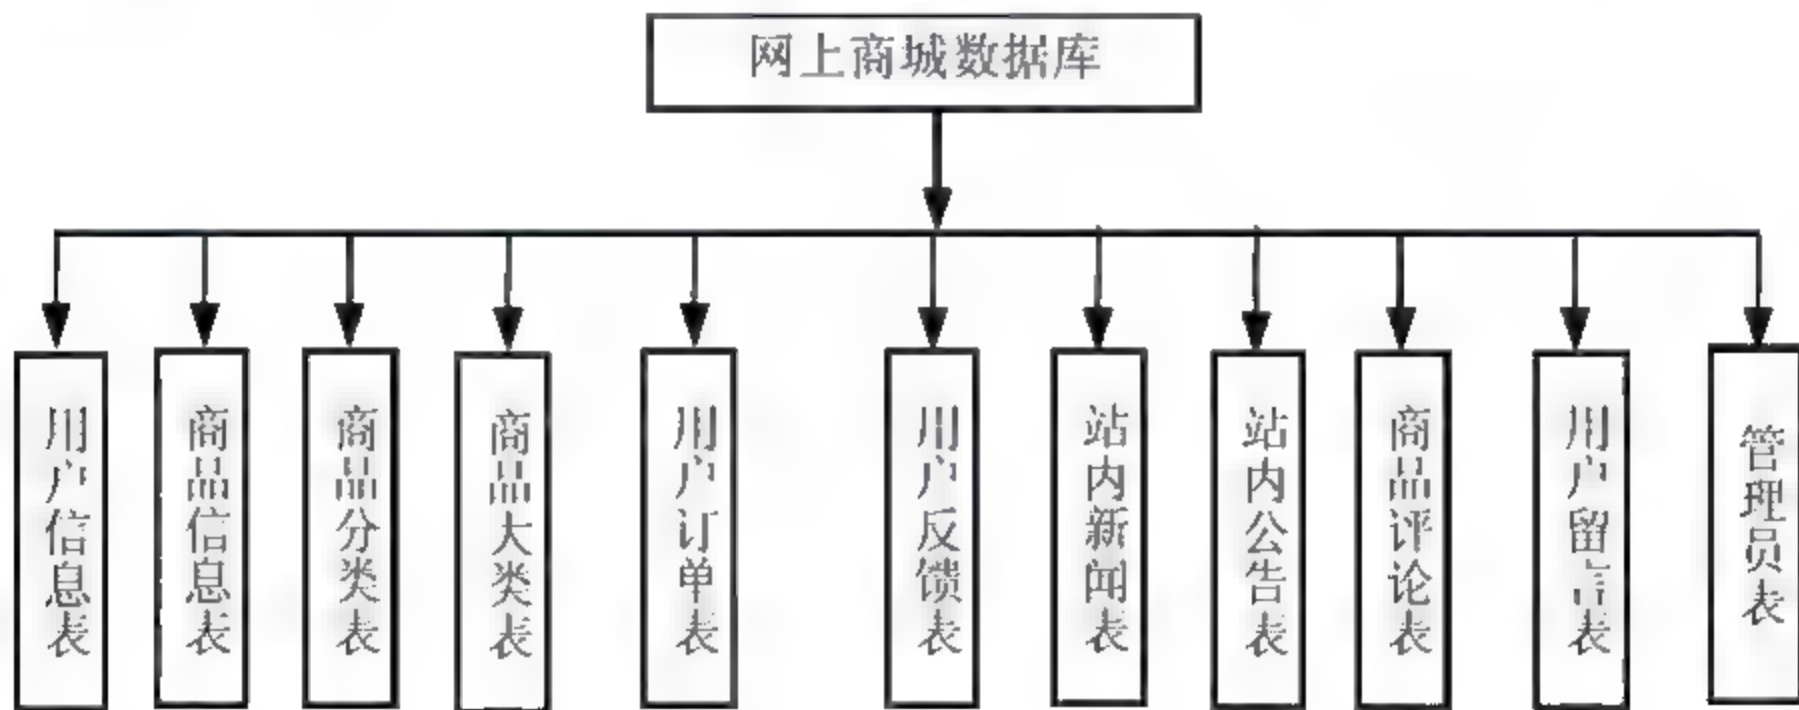 网上商城数据库
用户信息表
商品信息表
商品分类表
商品大类表
用户订单表
用户反馈表
站内新闻表
站内公告表
商品评论表
用户留言表
管理员表